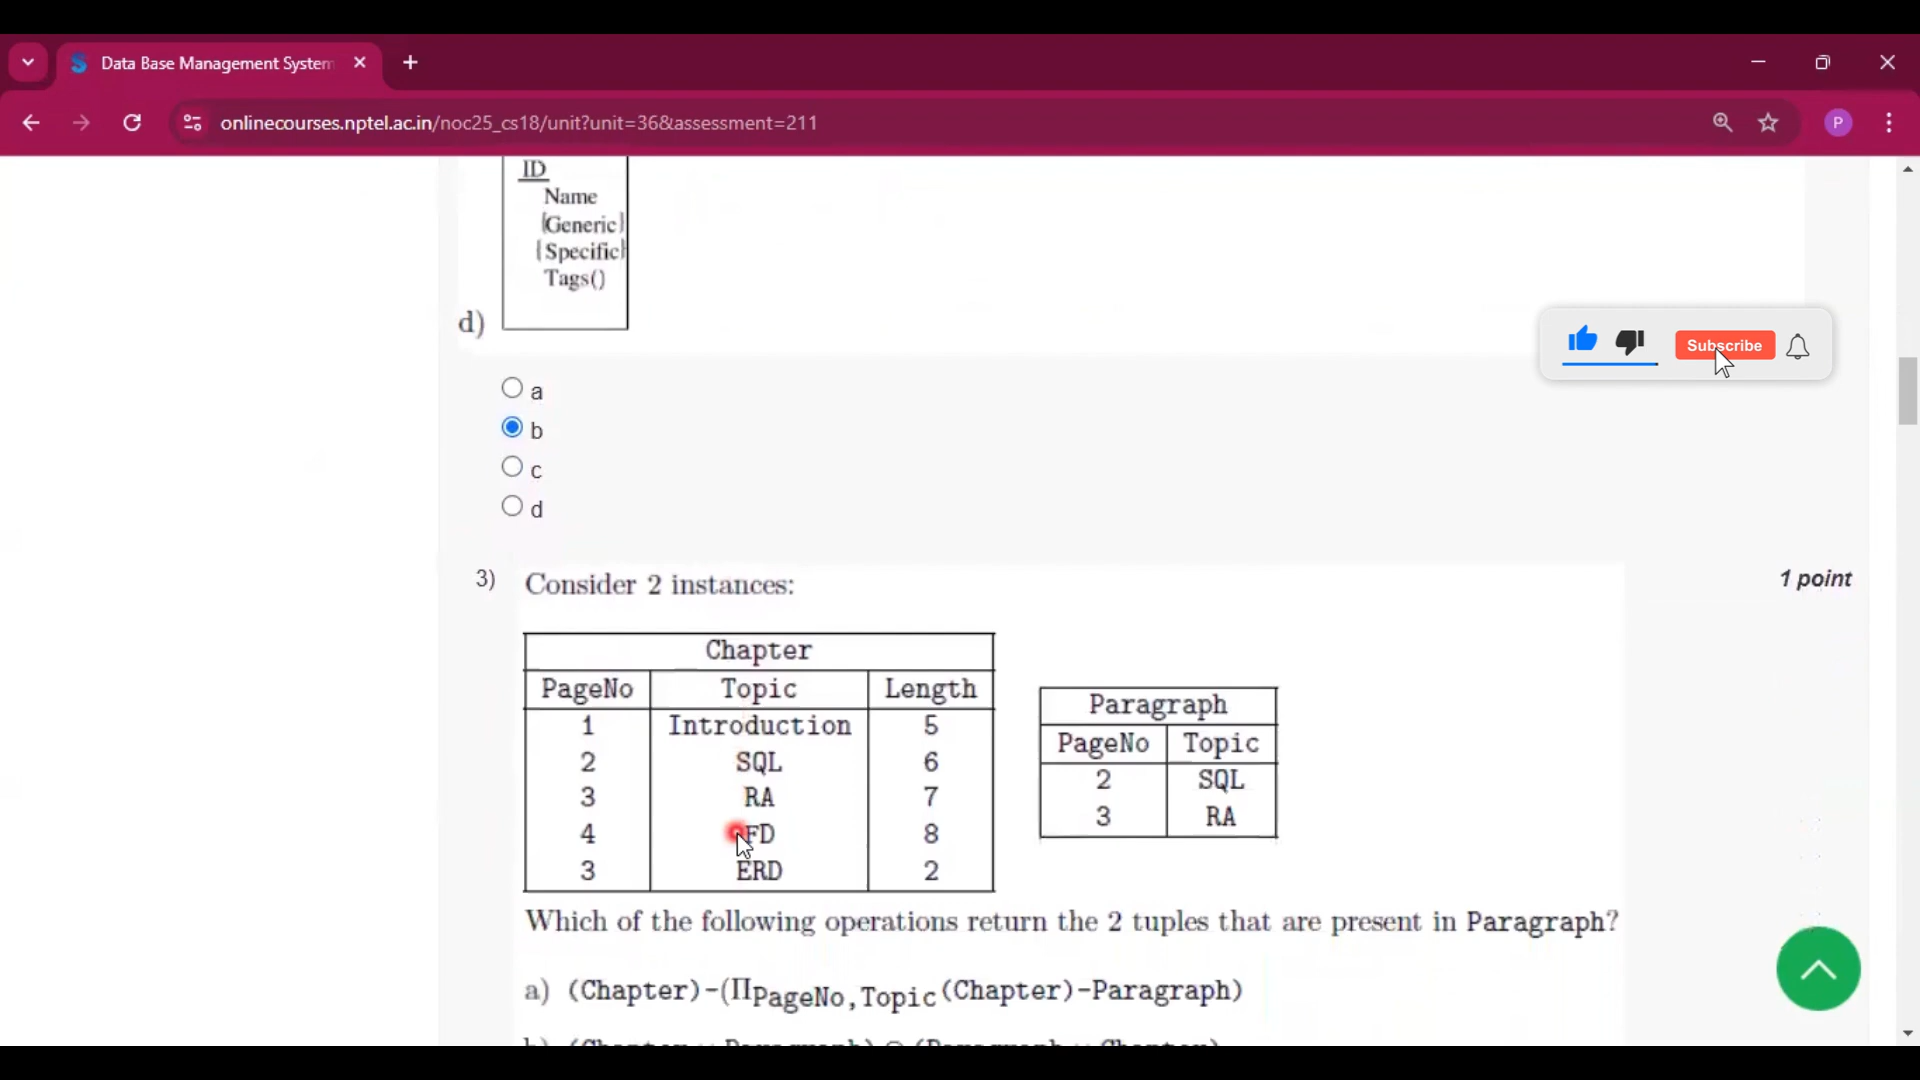 Data Base Management System
onlinecourses.nptel.ac.in/noc25_cs18/unit?unit=36&assessment=211
P
ID
Name
{Generic}
{Specific}
Tags()
d)
Subscribe
a
b
c
d
3) Consider 2 instances: 1 point
Chapter
PageNo Topic Length
1 Introduction 5
2 SQL 6
3 RA 7
4 FD 8
3 ERD 2
Paragraph
PageNo Topic
2 SQL
3 RA
Which of the following operations return the 2 tuples that are present in Paragraph?
a) (Chapter)-(ΠPageNo,Topic(Chapter)-Paragraph)